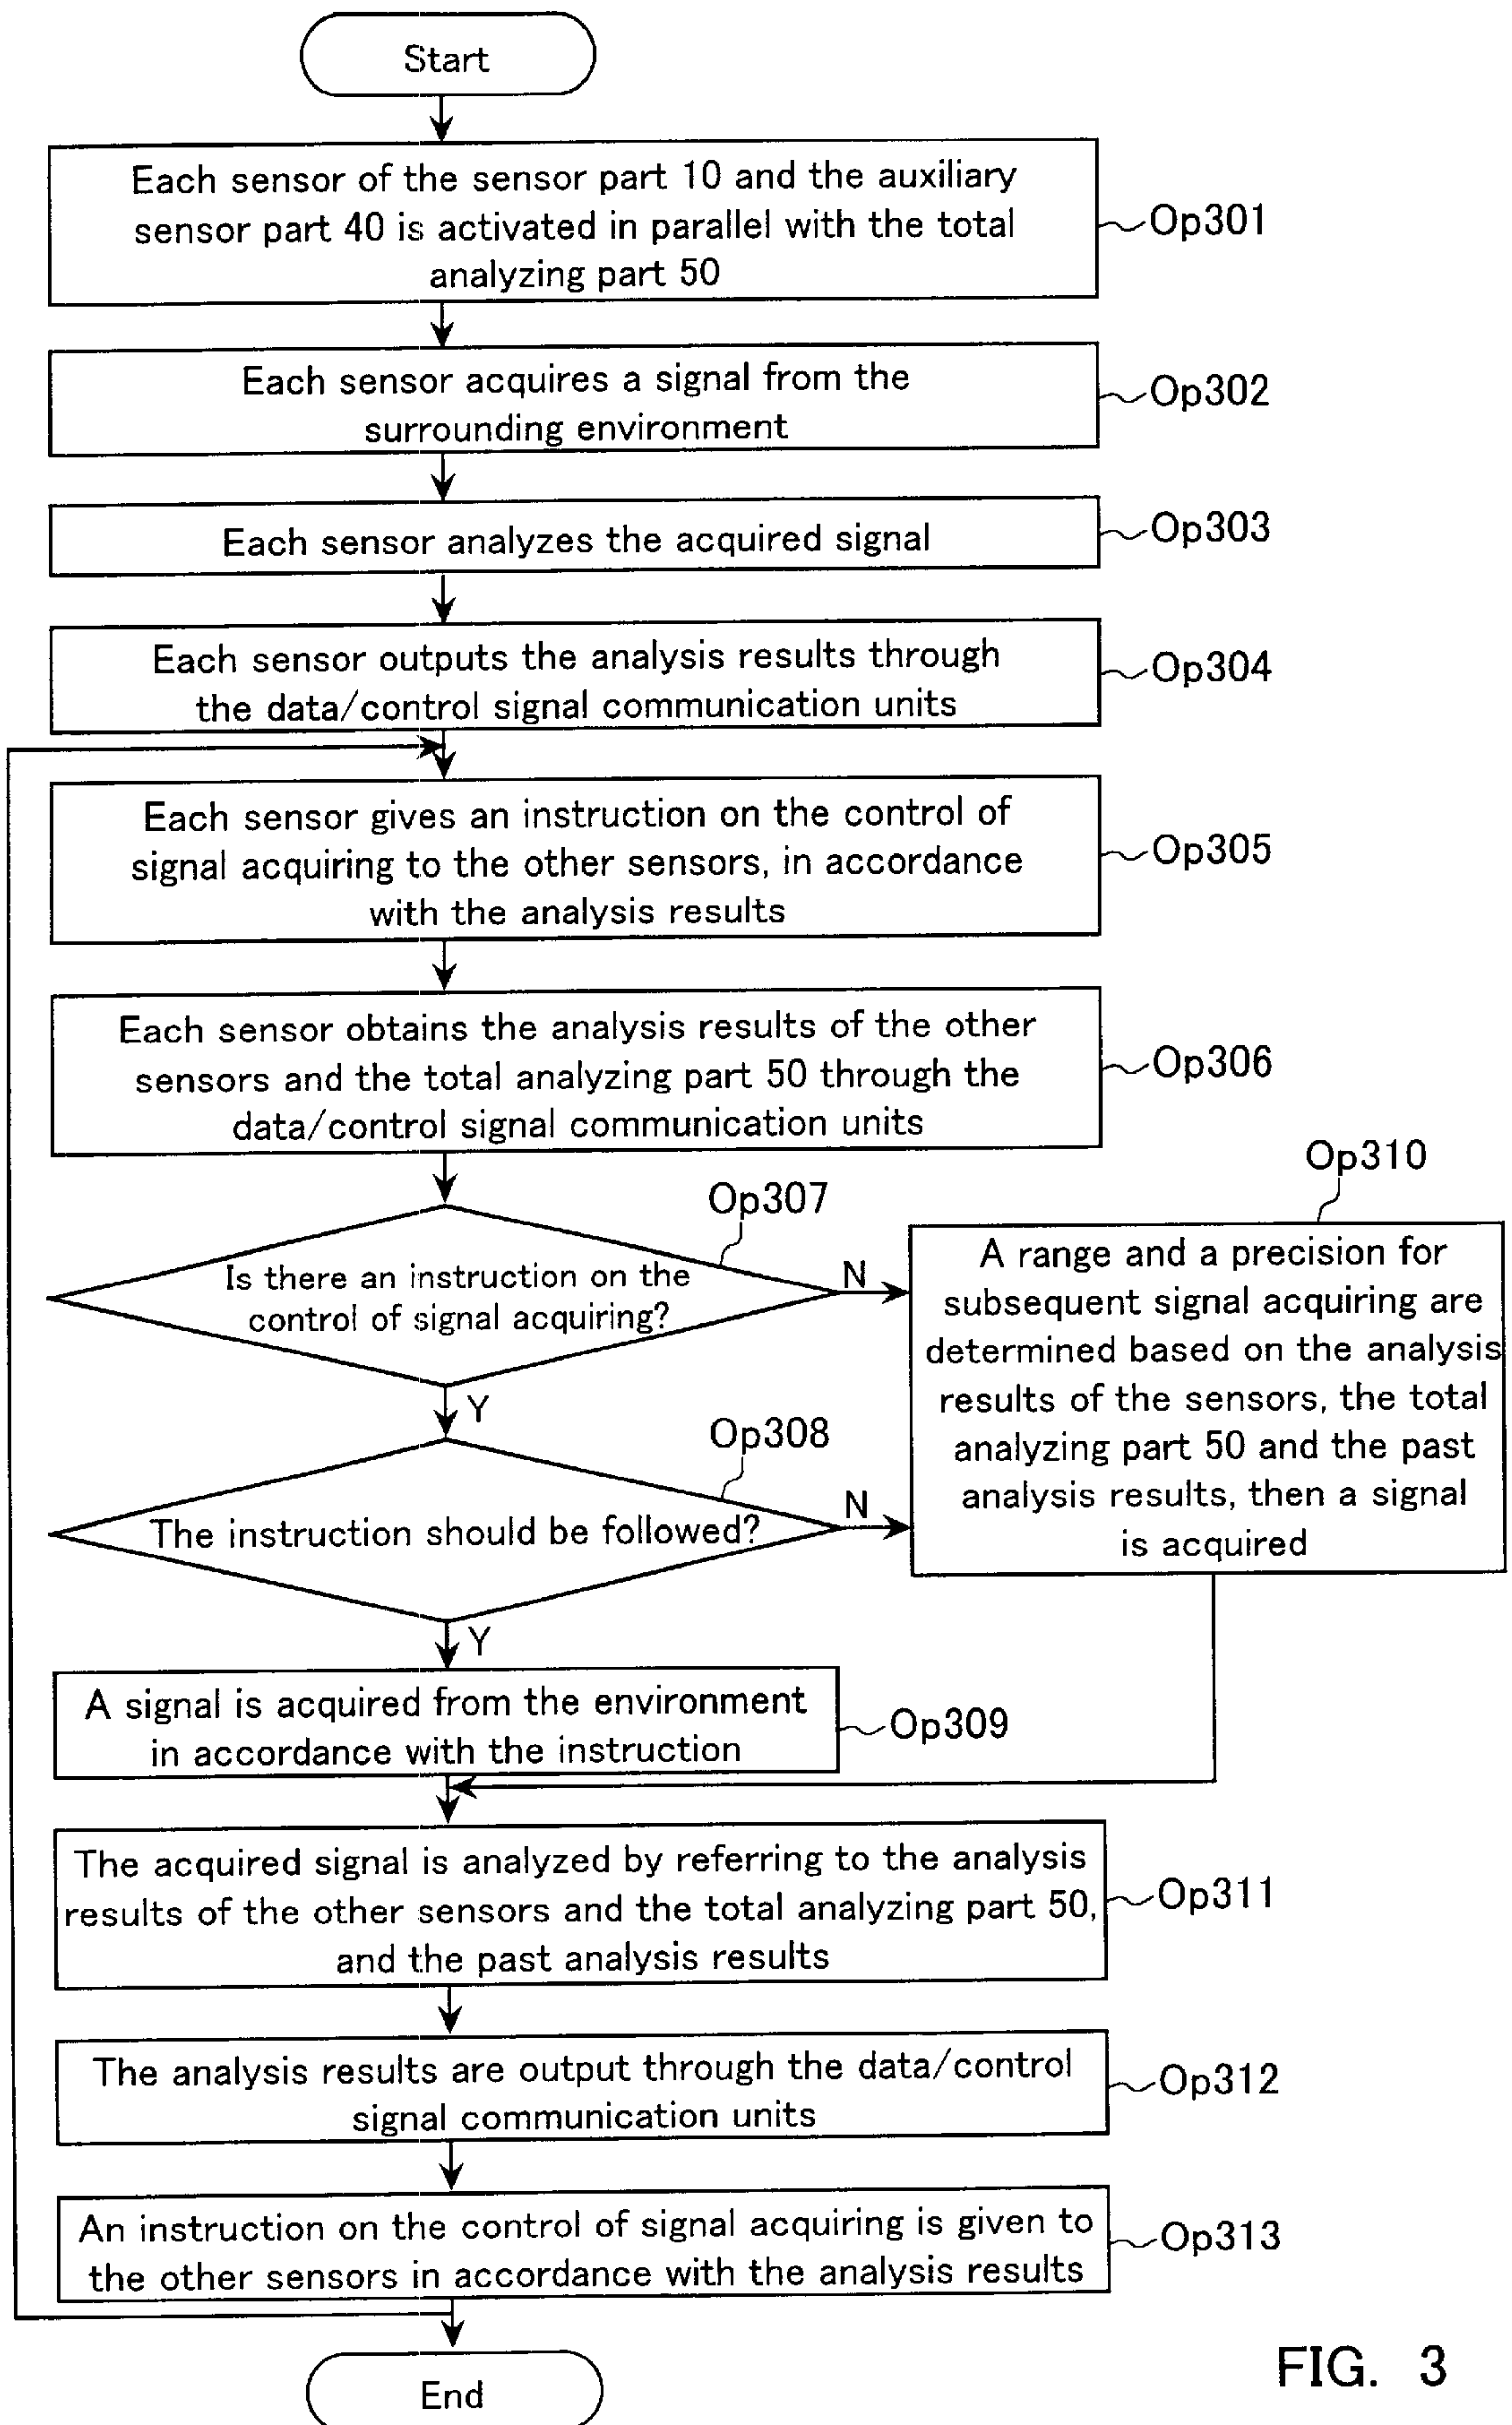 Start
Each sensor of the sensor part 10 and the auxiliary
sensor part 40 is activated in parallel with the total
analyzing part 50
Op301
Each sensor acquires a signal from the
surrounding environment
Op302
Each sensor analyzes the acquired signal
Op303
Each sensor outputs the analysis results through
the data/control signal communication units
Op304
Each sensor gives an instruction on the control of
signal acquiring to the other sensors, in accordance
with the analysis results
Op305
Each sensor obtains the analysis results of the other
sensors and the total analyzing part 50 through the
data/control signal communication units
Op306
Op307
Is there an instruction on the
control of signal acquiring?
N
Y
Op310
A range and a precision for
subsequent signal acquiring are
determined based on the analysis
results of the sensors, the total
analyzing part 50 and the past
analysis results, then a signal
is acquired
Op308
The instruction should be followed?
N
Y
A signal is acquired from the environment
in accordance with the instruction
Op309
The acquired signal is analyzed by referring to the analysis
results of the other sensors and the total analyzing part 50,
and the past analysis results
Op311
The analysis results are output through the data/control
signal communication units
Op312
An instruction on the control of signal acquiring is given to
the other sensors in accordance with the analysis results
Op313
End
FIG. 3